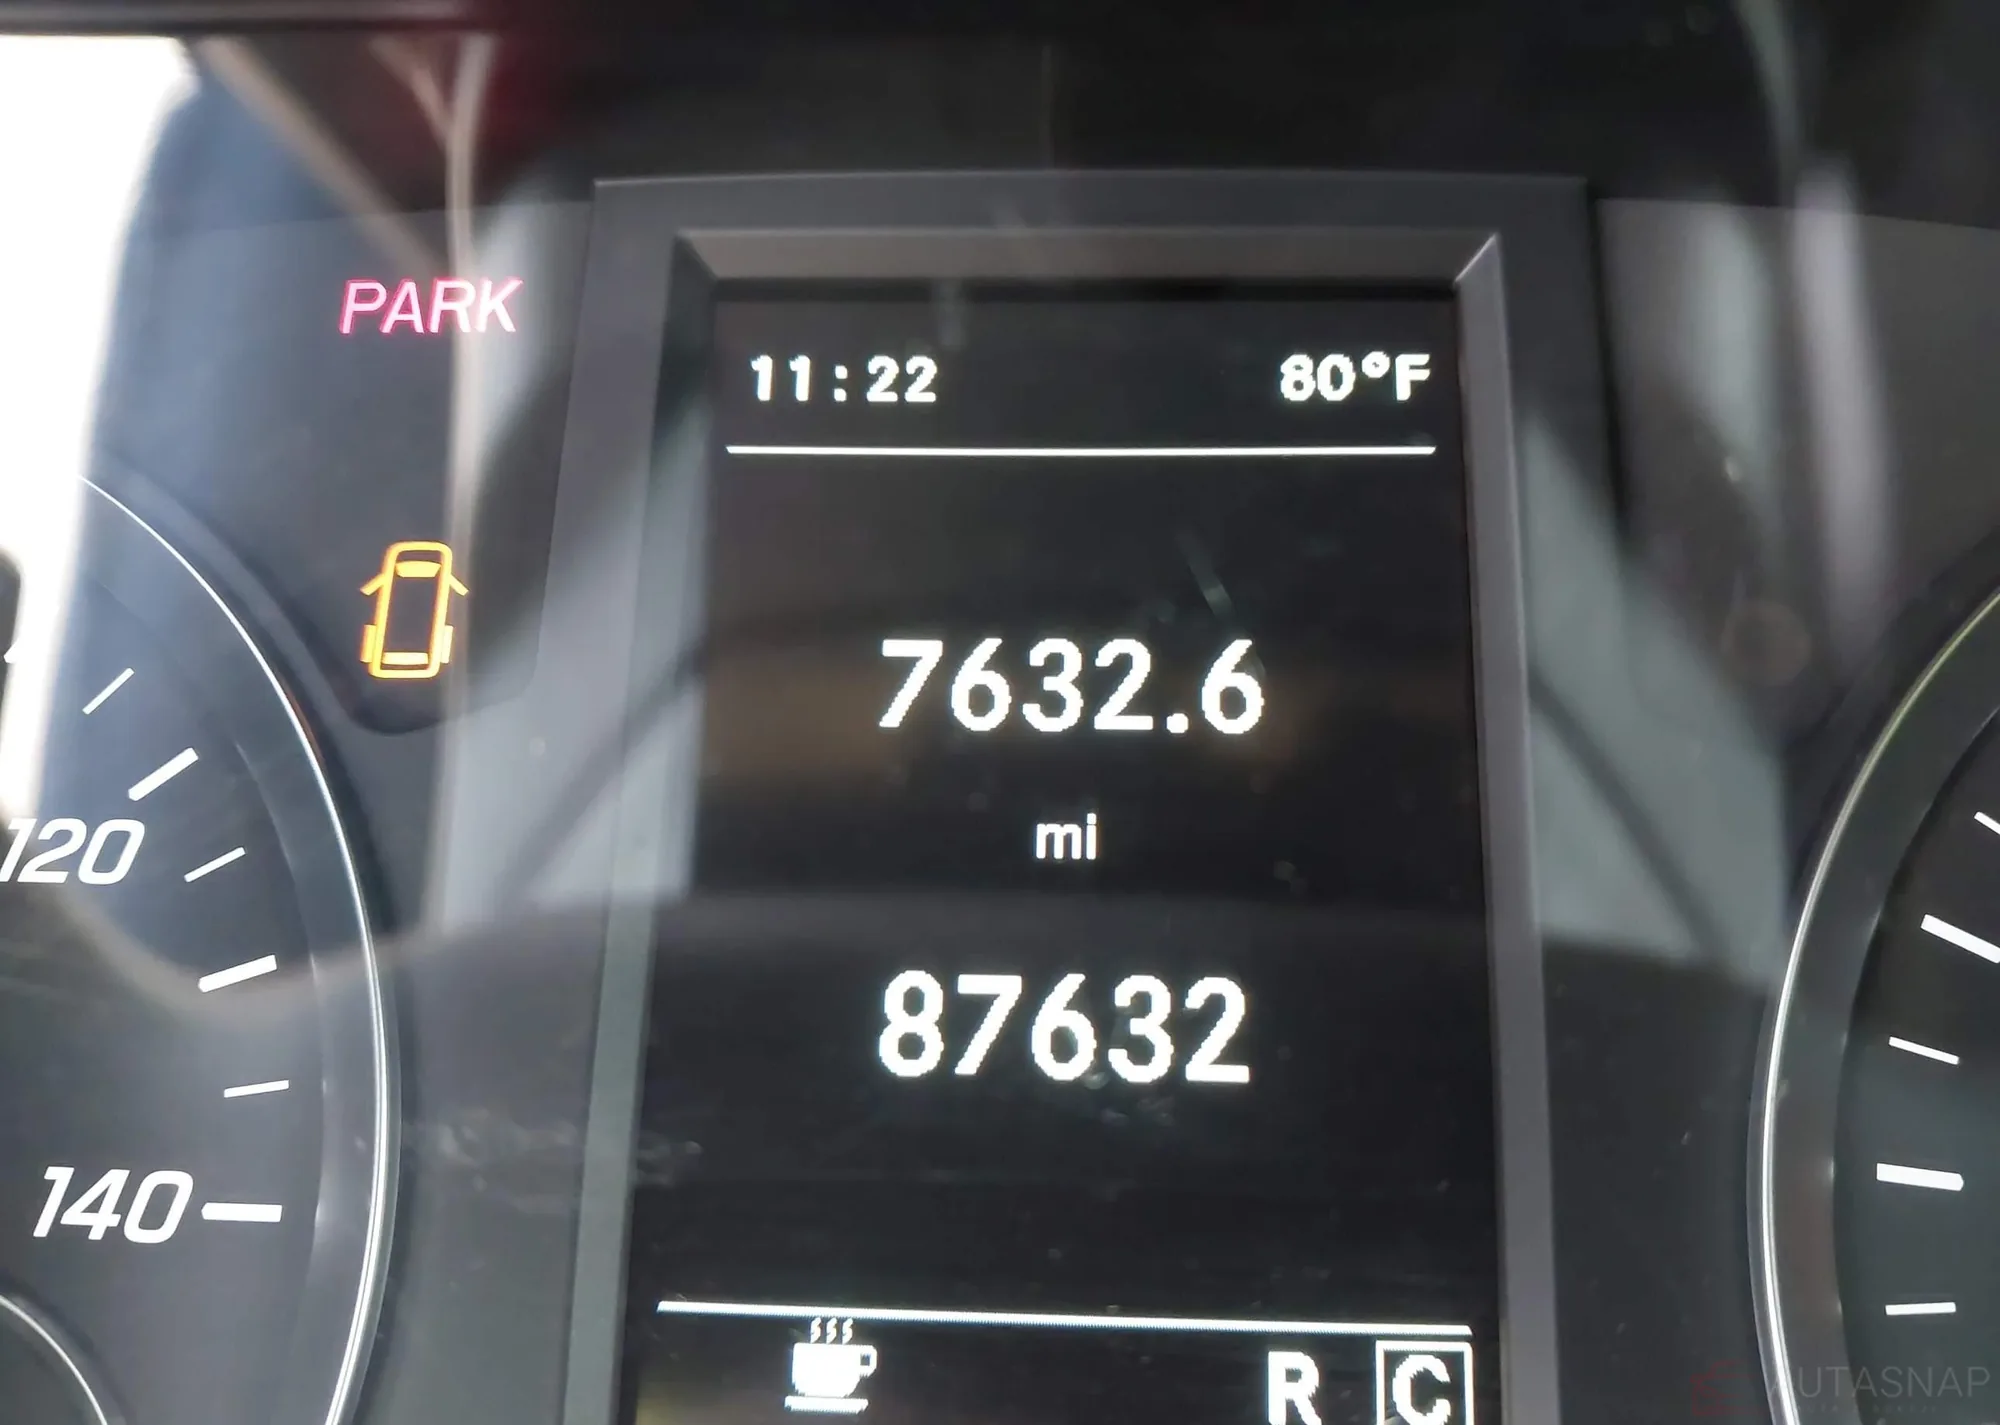 PARK
11:22 80°F
7632.6
mi
120
87632
140
R C
AUTASNAP